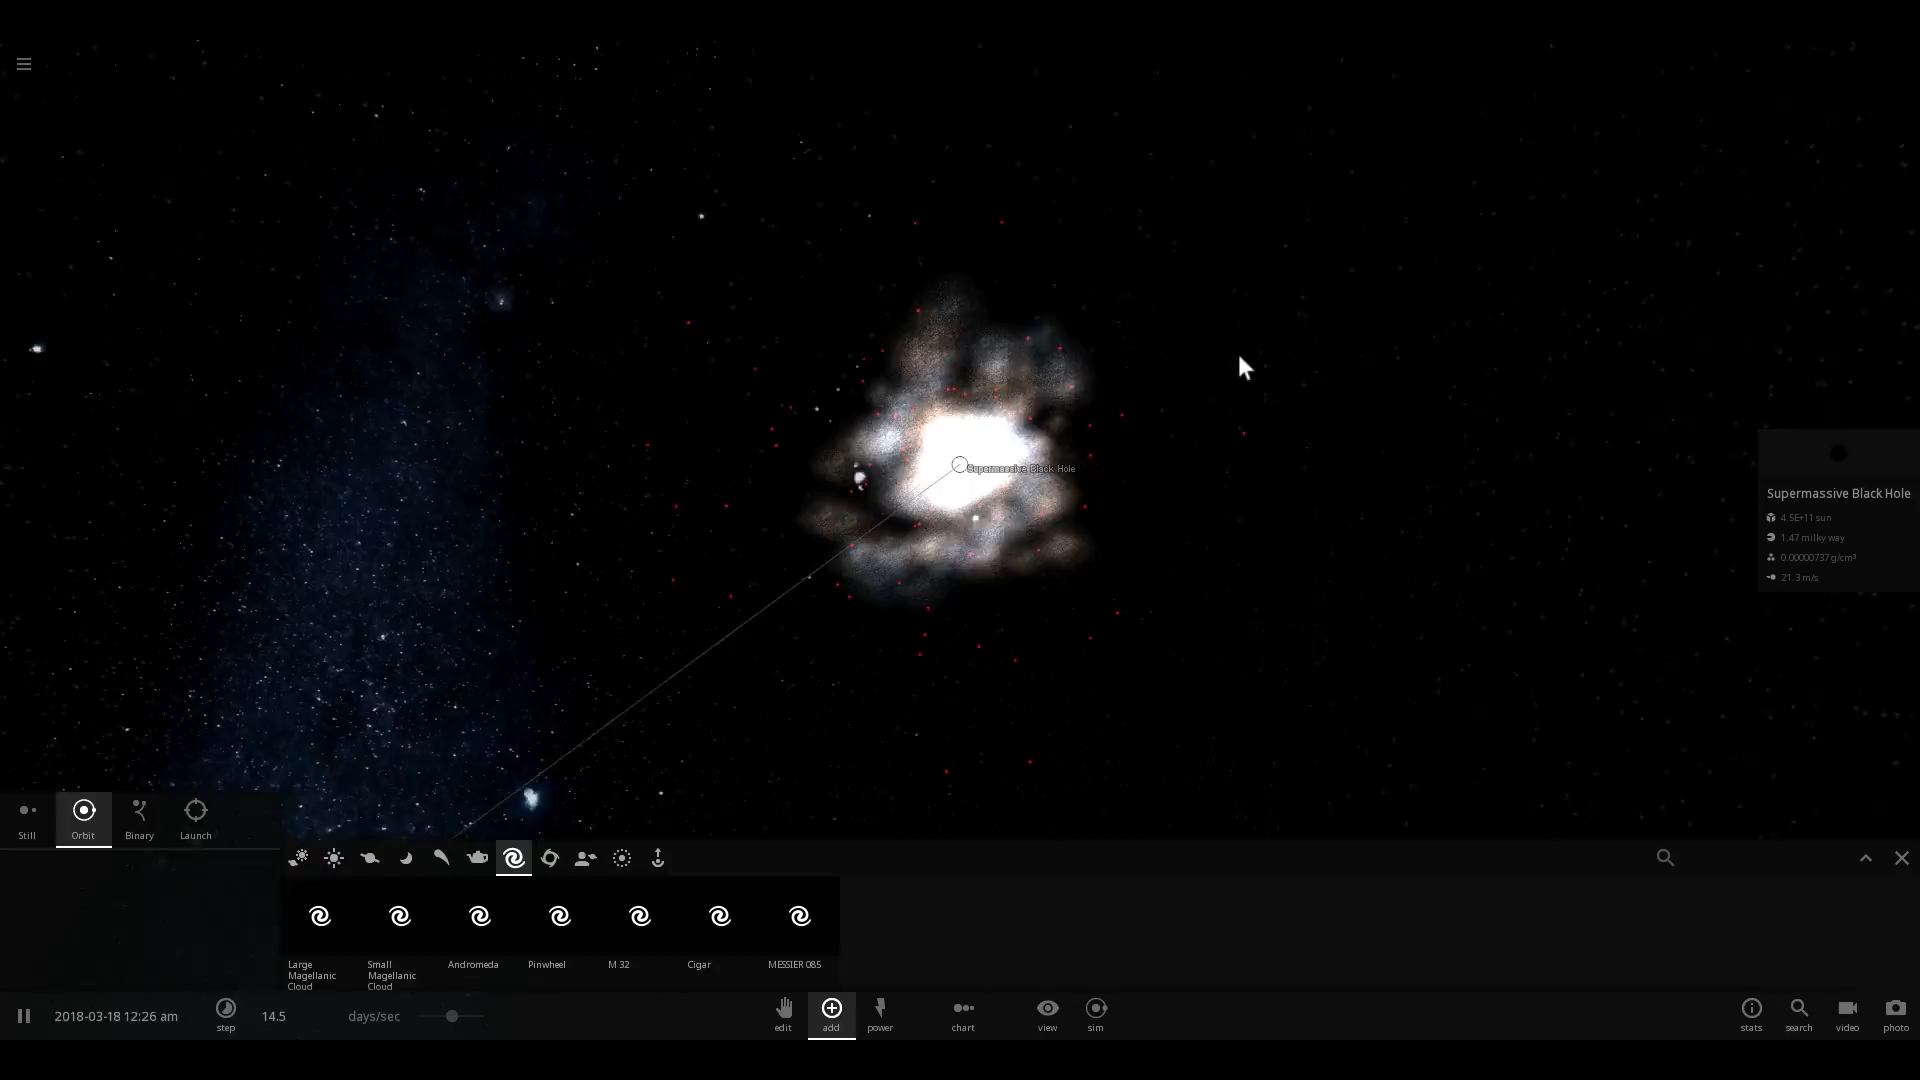 Supermassive Black Hole
Supermassive Black Hole
4.5E+11 sun
1.47 milky way
0.00000737 g/cm³
21.3 m/s
Still
Orbit
Binary
Launch
Large
Magellanic
Cloud
Small
Magellanic
Cloud
Andromeda
Pinwheel
M 32
Cigar
MESSIER 085
2018-03-18 12:26 am
step
14.5
days/sec
edit
add
power
chart
view
sim
stats
search
video
photo